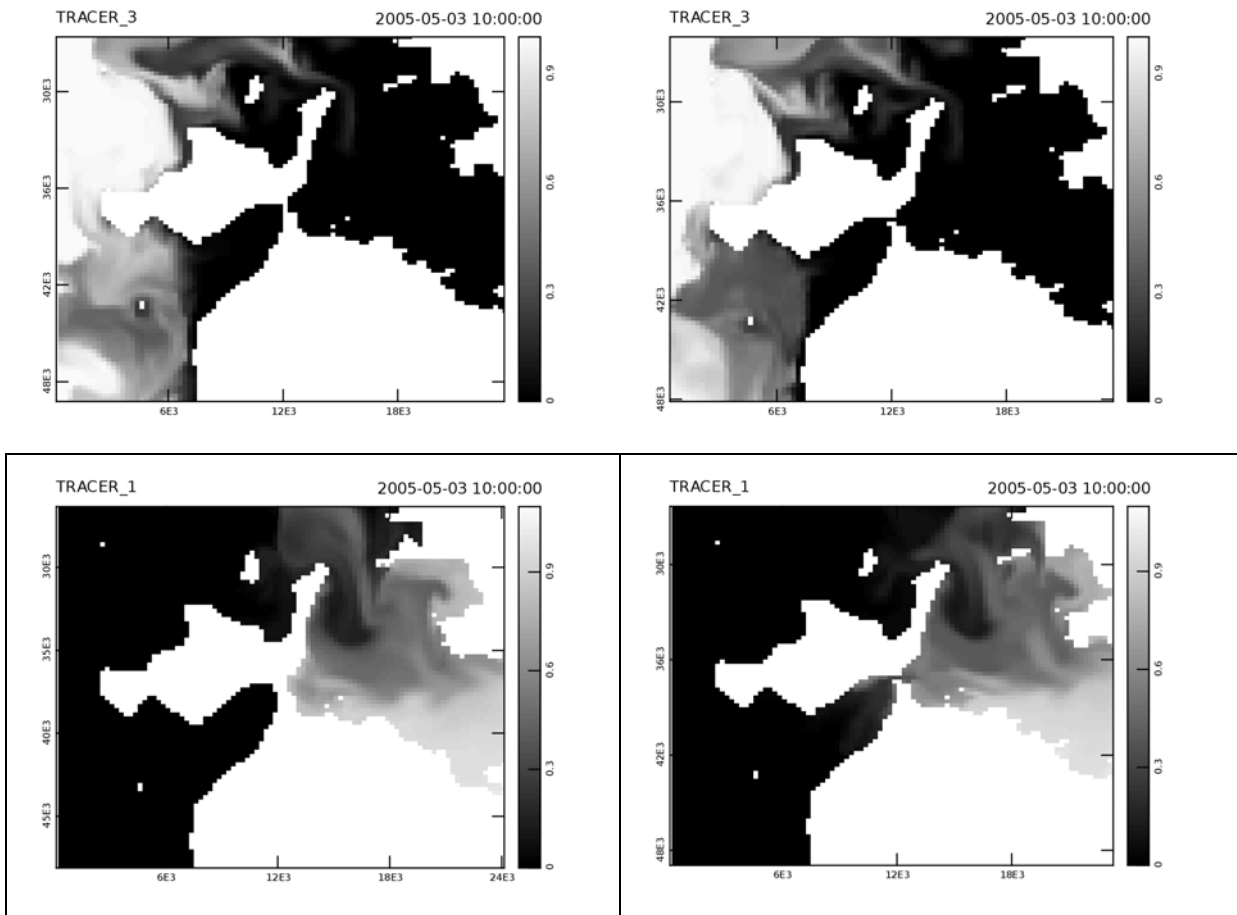 TRACER_3 2005-05-03 10:00:00
30E3
36E3
42E3
48E3
6E3 12E3 18E3
0.9
0.6
0.3
0
TRACER_3 2005-05-03 10:00:00
30E3
36E3
42E3
48E3
6E3 12E3 18E3
0.9
0.6
0.3
0
TRACER_1 2005-05-03 10:00:00
30E3
35E3
40E3
45E3
6E3 12E3 18E3 24E3
0.9
0.6
0.3
0
TRACER_1 2005-05-03 10:00:00
30E3
36E3
42E3
48E3
6E3 12E3 18E3
0.9
0.6
0.3
0